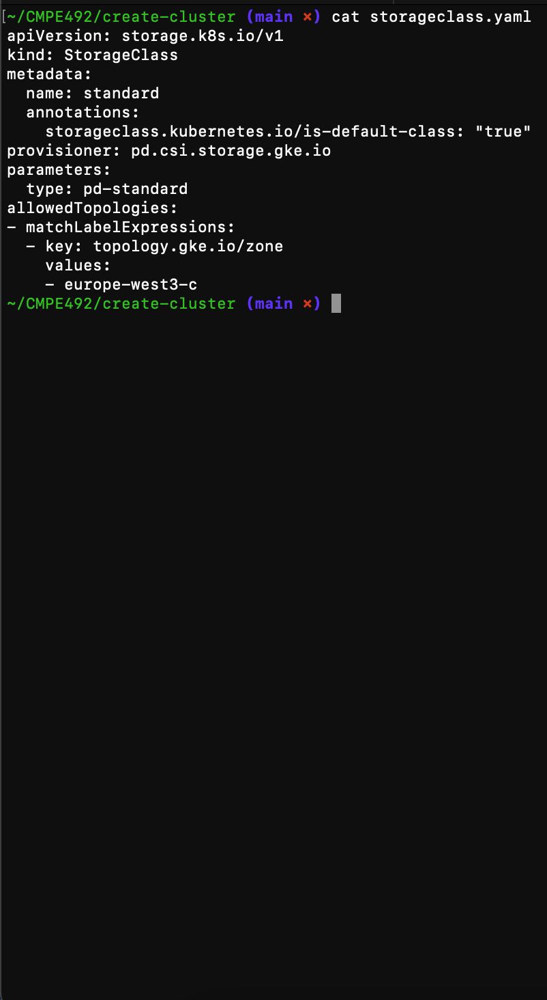 [~/CMPE492/create-cluster (main ×) cat storageclass.yaml
apiVersion: storage.k8s.io/v1
kind: StorageClass
metadata:
  name: standard
  annotations:
    storageclass.kubernetes.io/is-default-class: "true"
provisioner: pd.csi.storage.gke.io
parameters:
  type: pd-standard
allowedTopologies:
- matchLabelExpressions:
  - key: topology.gke.io/zone
    values:
    - europe-west3-c
~/CMPE492/create-cluster (main ×)